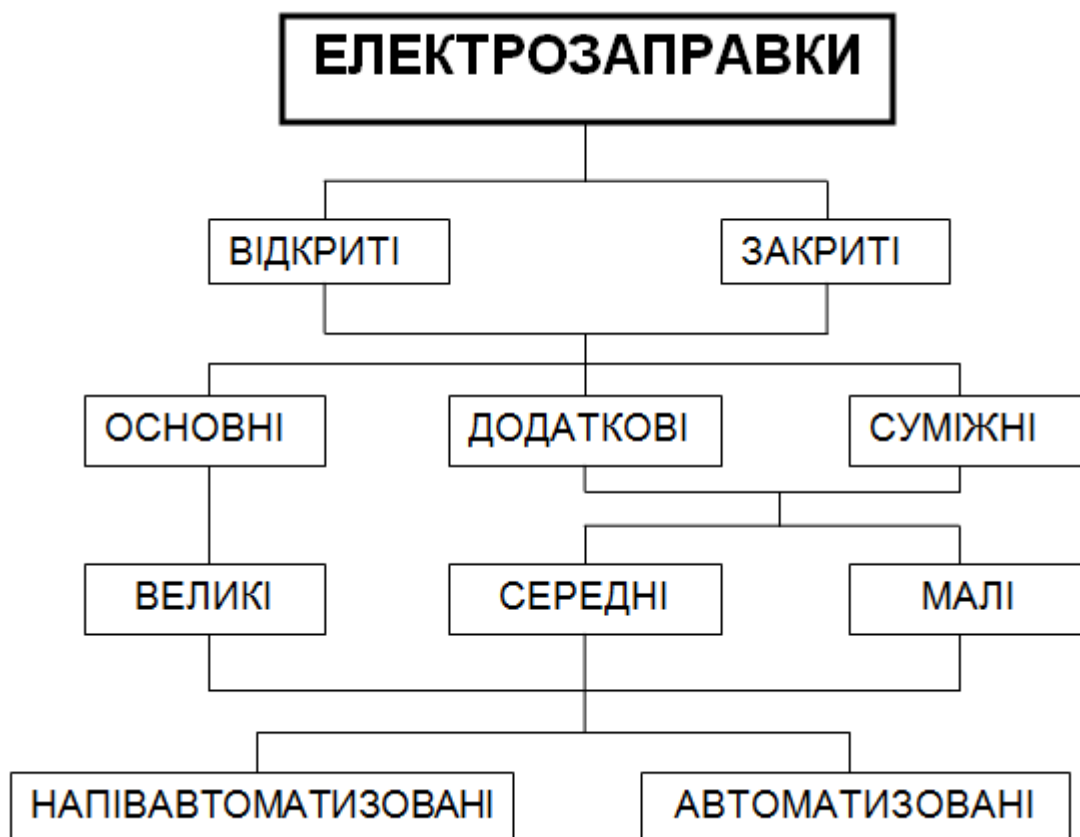 ЕЛЕКТРОЗАПРАВКИ
ВІДКРИТІ
ЗАКРИТІ
ОСНОВНІ
ДОДАТКОВІ
СУМІЖНІ
ВЕЛИКІ
СЕРЕДНІ
МАЛІ
НАПІВАВТОМАТИЗОВАНІ
АВТОМАТИЗОВАНІ